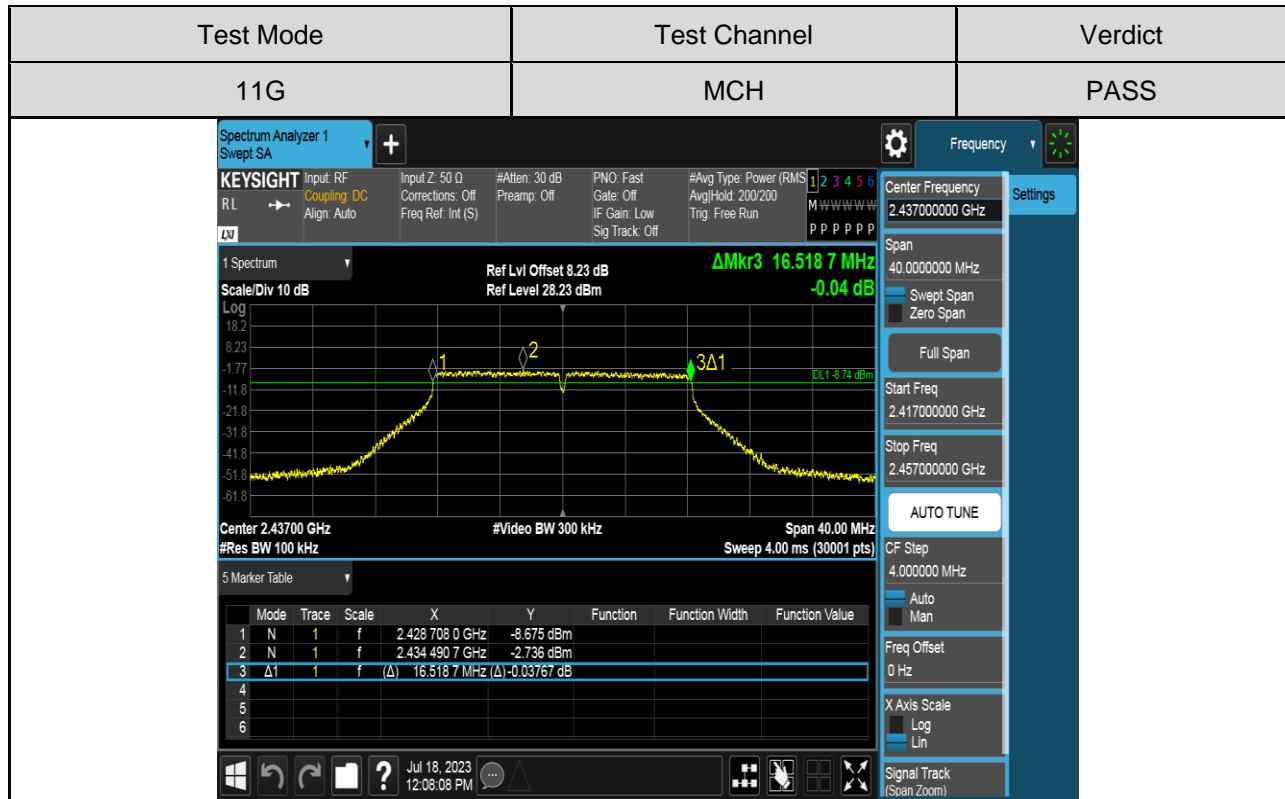 Test Mode Test Channel Verdict
11G MCH PASS
Spectrum Analyzer 1
Swept SA
+
Frequency
KEYSIGHT
RL
LXI
Input: RF
Coupling: DC
Align: Auto
Input Z: 50 Ω
Corrections: Off
Freq Ref: Int (S)
#Atten: 30 dB
Preamp: Off
PNO: Fast
Gate: Off
IF Gain: Low
Sig Track: Off
#Avg Type: Power (RMS
Avg|Hold: 200/200
Trig: Free Run
1 2 3 4 5 6
M W W W W W
P P P P P P
1 Spectrum
Scale/Div 10 dB
Ref Lvl Offset 8.23 dB
Ref Level 28.23 dBm
ΔMkr3 16.518 7 MHz
-0.04 dB
Log
18.2
8.23
-1.77
-11.8
-21.8
-31.8
-41.8
-51.8
-61.8
1
2
3Δ1
DL1 -8.74 dBm
Center 2.43700 GHz #Video BW 300 kHz Span 40.00 MHz
#Res BW 100 kHz Sweep 4.00 ms (30001 pts)
5 Marker Table
Mode Trace Scale X Y Function Function Width Function Value
1 N 1 f 2.428 708 0 GHz -8.675 dBm
2 N 1 f 2.434 490 7 GHz -2.736 dBm
3 Δ1 1 f (Δ) 16.518 7 MHz (Δ) -0.03767 dB
4
5
6
?
Jul 18, 2023
12:08:08 PM
Settings
Center Frequency
2.437000000 GHz
Span
40.0000000 MHz
Swept Span
Zero Span
Full Span
Start Freq
2.417000000 GHz
Stop Freq
2.457000000 GHz
AUTO TUNE
CF Step
4.000000 MHz
Auto
Man
Freq Offset
0 Hz
X Axis Scale
Log
Lin
Signal Track
(Span Zoom)